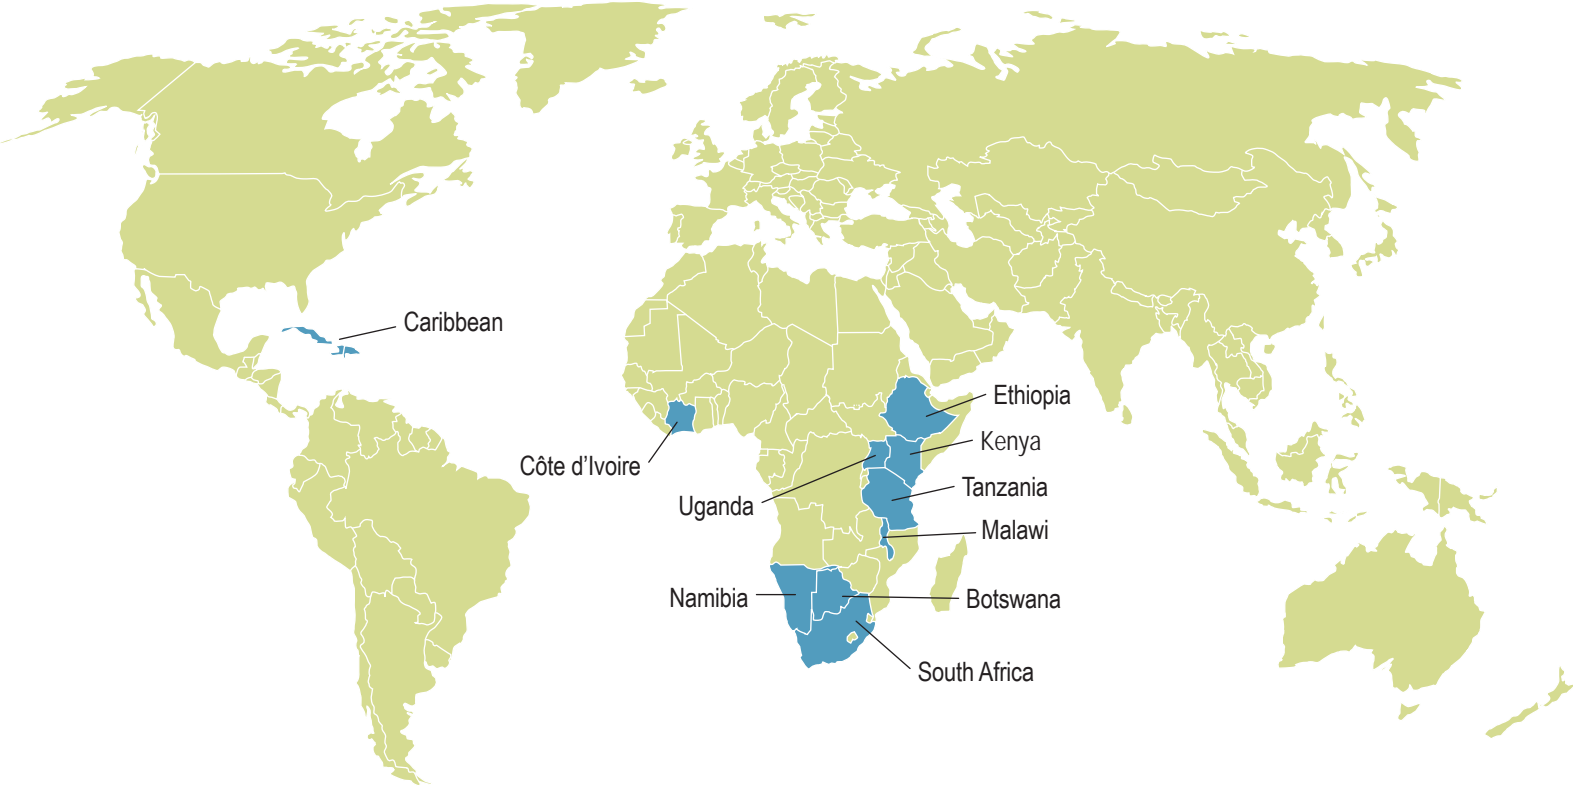 Caribbean
Ethiopia
Kenya
Côte d’Ivoire
Tanzania
Uganda
Malawi
Namibia
Botswana
South Africa